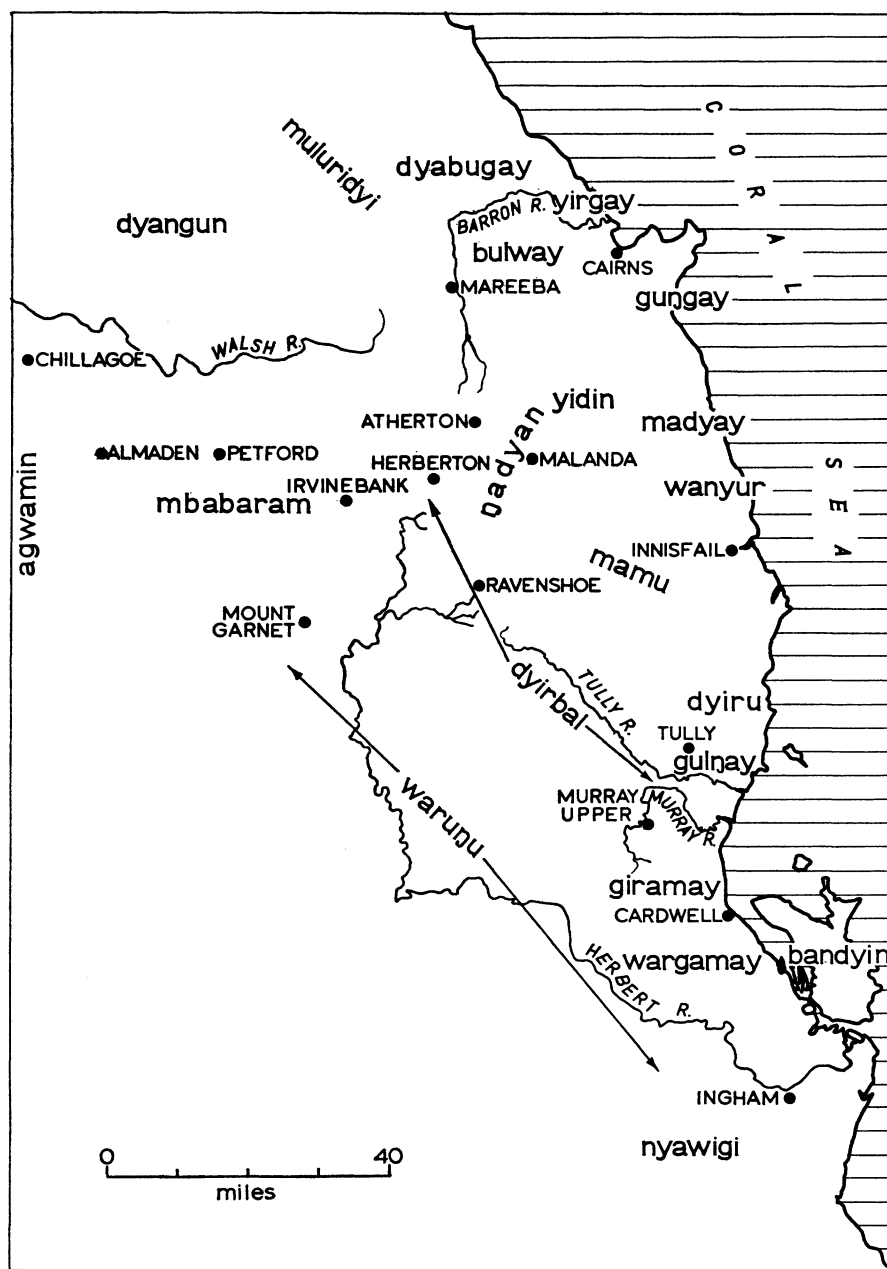 CORAL
SEA
muluridyi
dyabugay
dyangun
BARRON R.
yirgay
bulway
CAIRNS
MAREEBA
guŋgay
WALSH R.
CHILLAGOE
yidin
ATHERTON
ŋadyan
madyay
ALMADEN
PETFORD
HERBERTON
MALANDA
IRVINEBANK
mbabaram
wanyur
agwamin
INNISFAIL
mamu
RAVENSHOE
MOUNT
GARNET
dyirbal
TULLY R.
dyiru
TULLY
gulŋay
waruŋu
MURRAY
UPPER
MURRAY R.
giramay
CARDWELL
wargamay
bandyin
HERBERT R.
INGHAM
nyawigi
0 40
miles